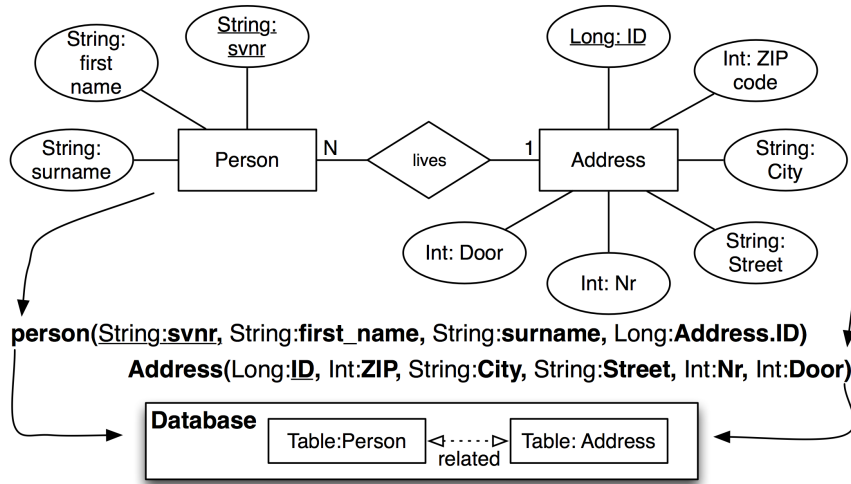 String:
first
name
String:
svnr
Long: ID
Int: ZIP
code
String:
surname
Person
N
lives
1
Address
String:
City
Int: Door
Int: Nr
String:
Street
person(String:svnr, String:first_name, String:surname, Long:Address.ID)
Address(Long:ID, Int:ZIP, String:City, String:Street, Int:Nr, Int:Door)
Database
Table:Person
related
Table: Address